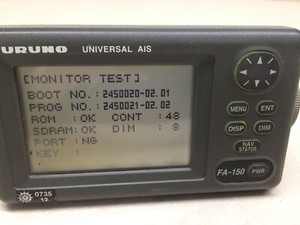 URUNO UNIVERSAL AIS
[MONITOR TEST]
BOOT NO.: 2450020-02.01
PROG NO.: 2450021-02.02
ROM : OK CONT : 48
SDRAM: OK DIM : 8
PORT : NG
KEY :
MENU ENT
DISP DIM
NAV
STATUS
FA-150 PWR
0735
12